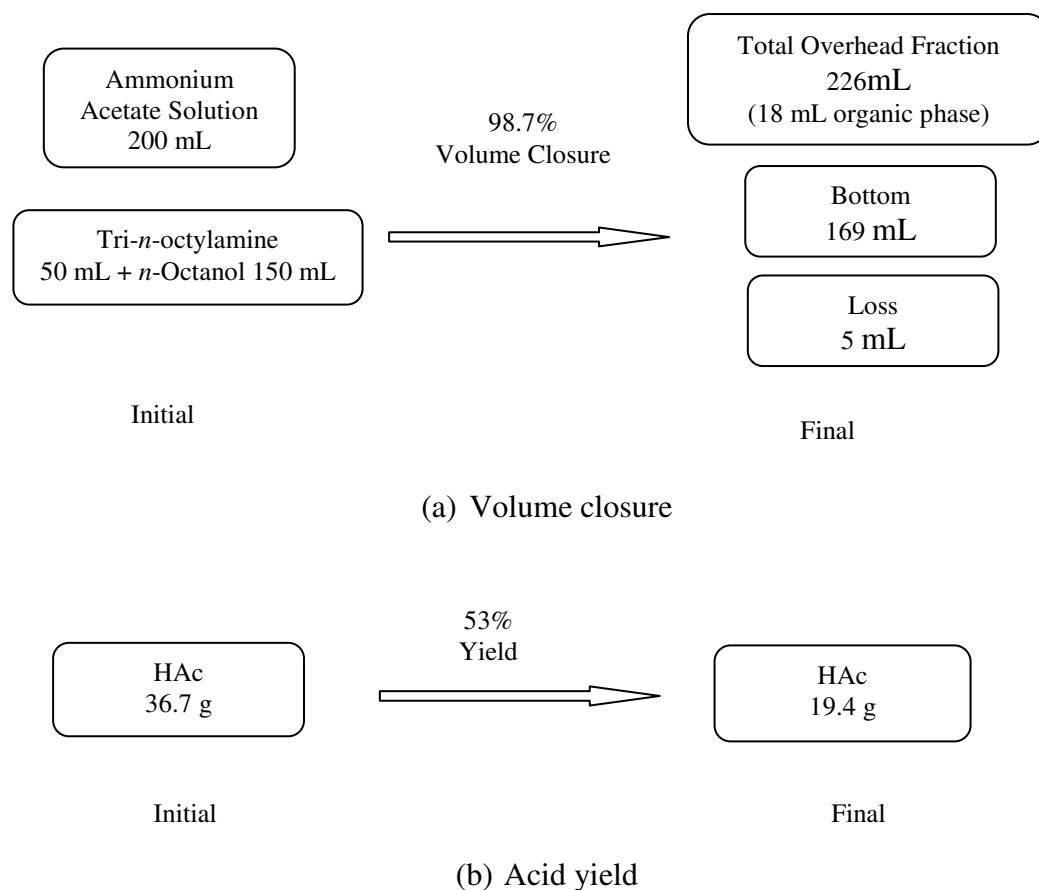 Ammonium
Acetate Solution
200 mL
Tri-n-octylamine
50 mL + n-Octanol 150 mL
Initial
98.7%
Volume Closure
Total Overhead Fraction
226mL
(18 mL organic phase)
Bottom
169 mL
Loss
5 mL
Final
(a) Volume closure
HAc
36.7 g
Initial
53%
Yield
HAc
19.4 g
Final
(b) Acid yield